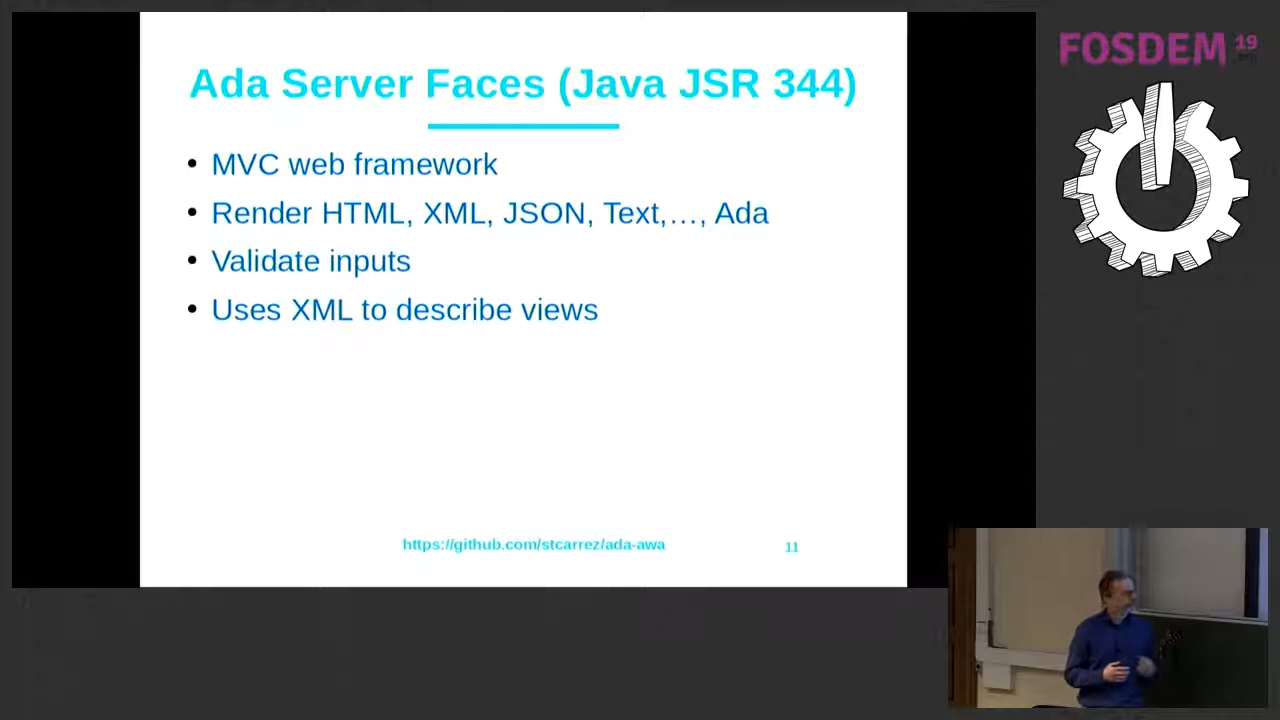 Ada Server Faces (Java JSR 344)
• MVC web framework
• Render HTML, XML, JSON, Text,…, Ada
• Validate inputs
• Uses XML to describe views
https://github.com/stcarrez/ada-awa
11
FOSDEM 19
.org